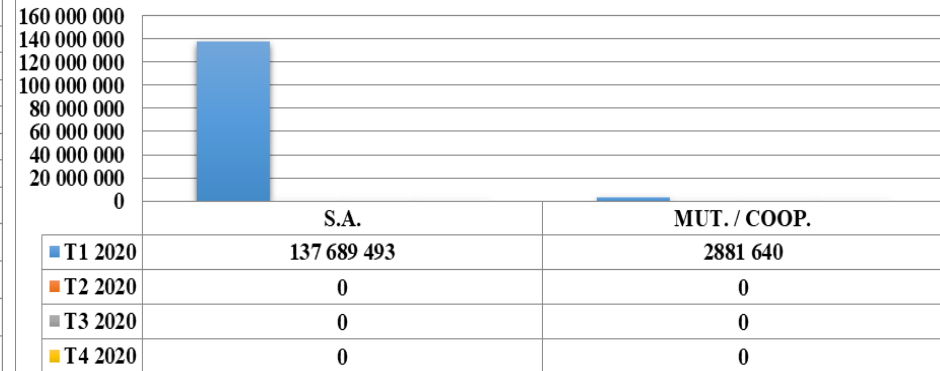 160 000 000
140 000 000
120 000 000
100 000 000
80 000 000
60 000 000
40 000 000
20 000 000
0
S.A. MUT. / COOP.
T1 2020 137 689 493 2881 640
T2 2020 0 0
T3 2020 0 0
T4 2020 0 0